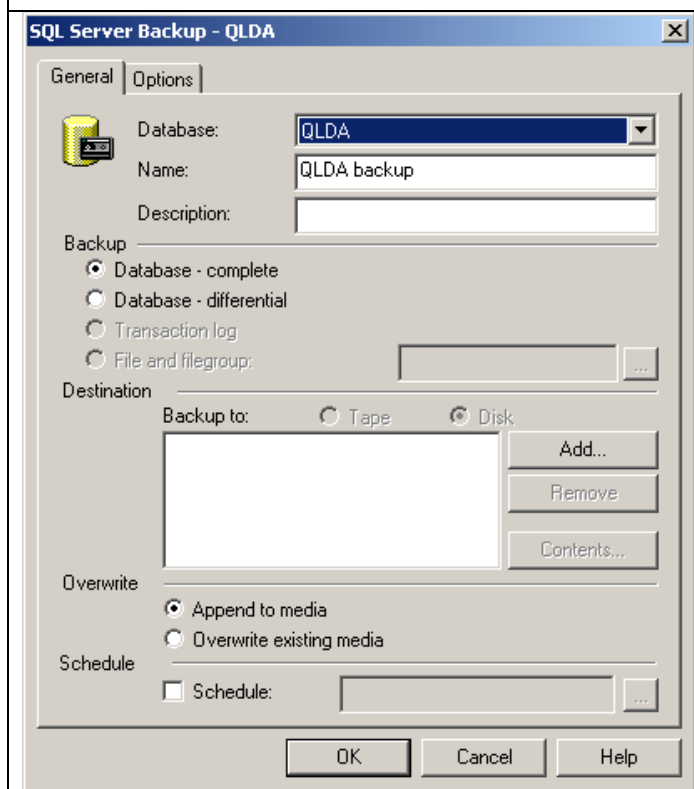 SQL Server Backup - QLDA
General Options
Database: QLDA
Name: QLDA backup
Description:
Backup
Database - complete
Database - differential
Transaction log
File and filegroup: ...
Destination
Backup to: Tape Disk
Add...
Remove
Contents...
Overwrite
Append to media
Overwrite existing media
Schedule
Schedule: ...
OK Cancel Help